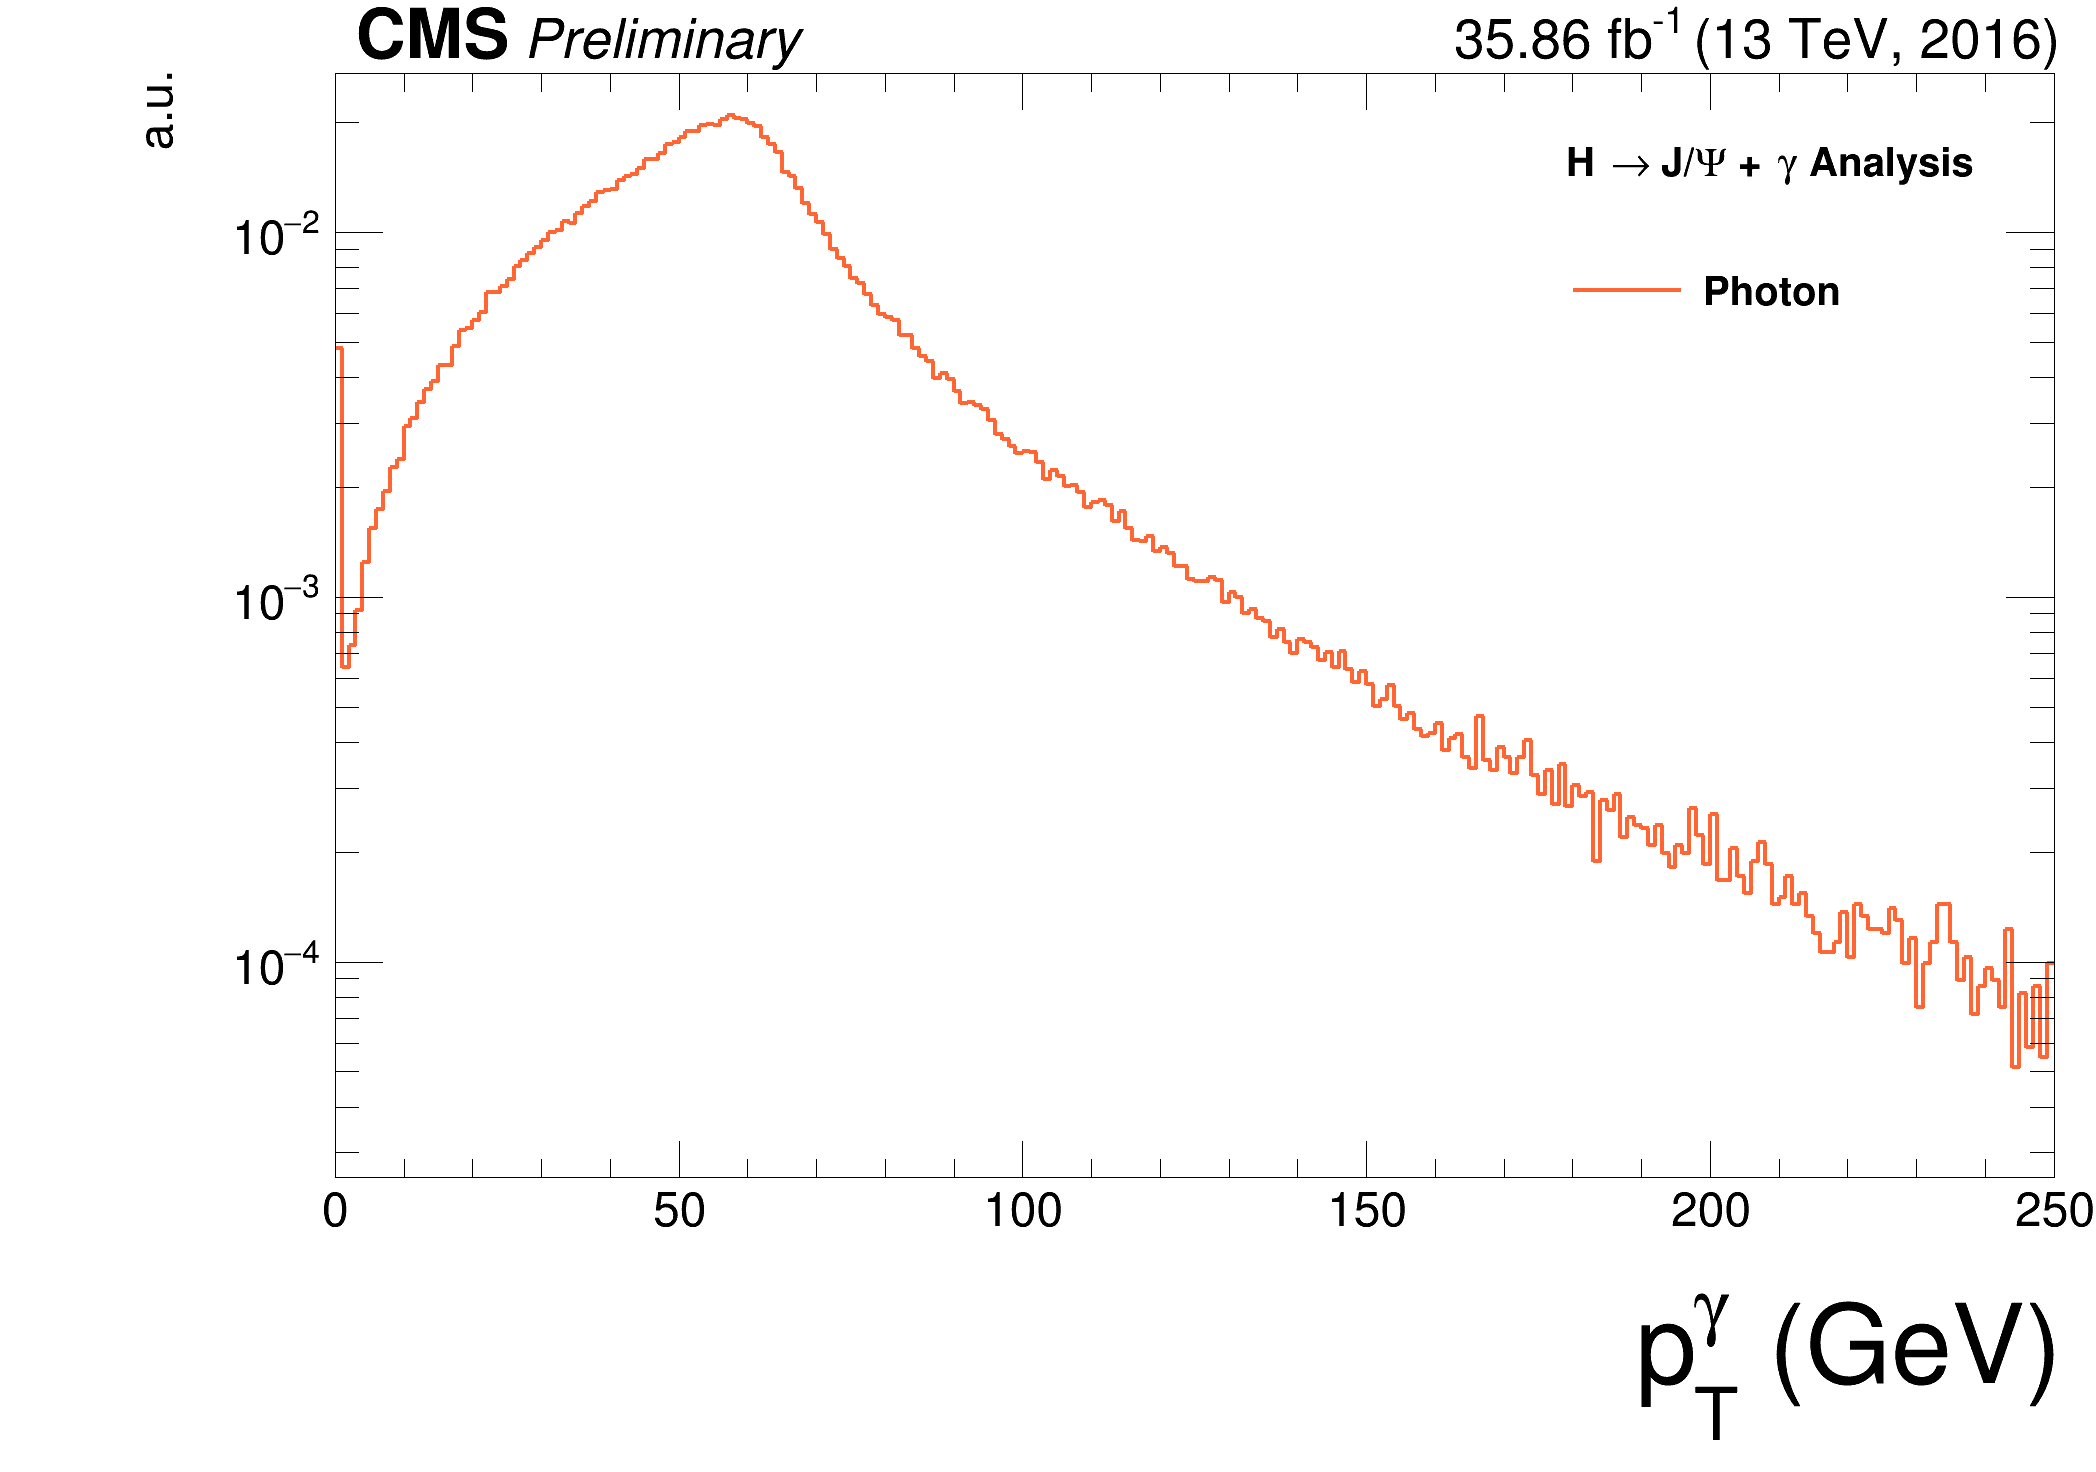 CMS Preliminary 35.86 fb⁻¹ (13 TeV, 2016)
a.u.
H → J/Ψ + γ Analysis
Photon
10⁻²
10⁻³
10⁻⁴
0 50 100 150 200 250
p_T^γ (GeV)